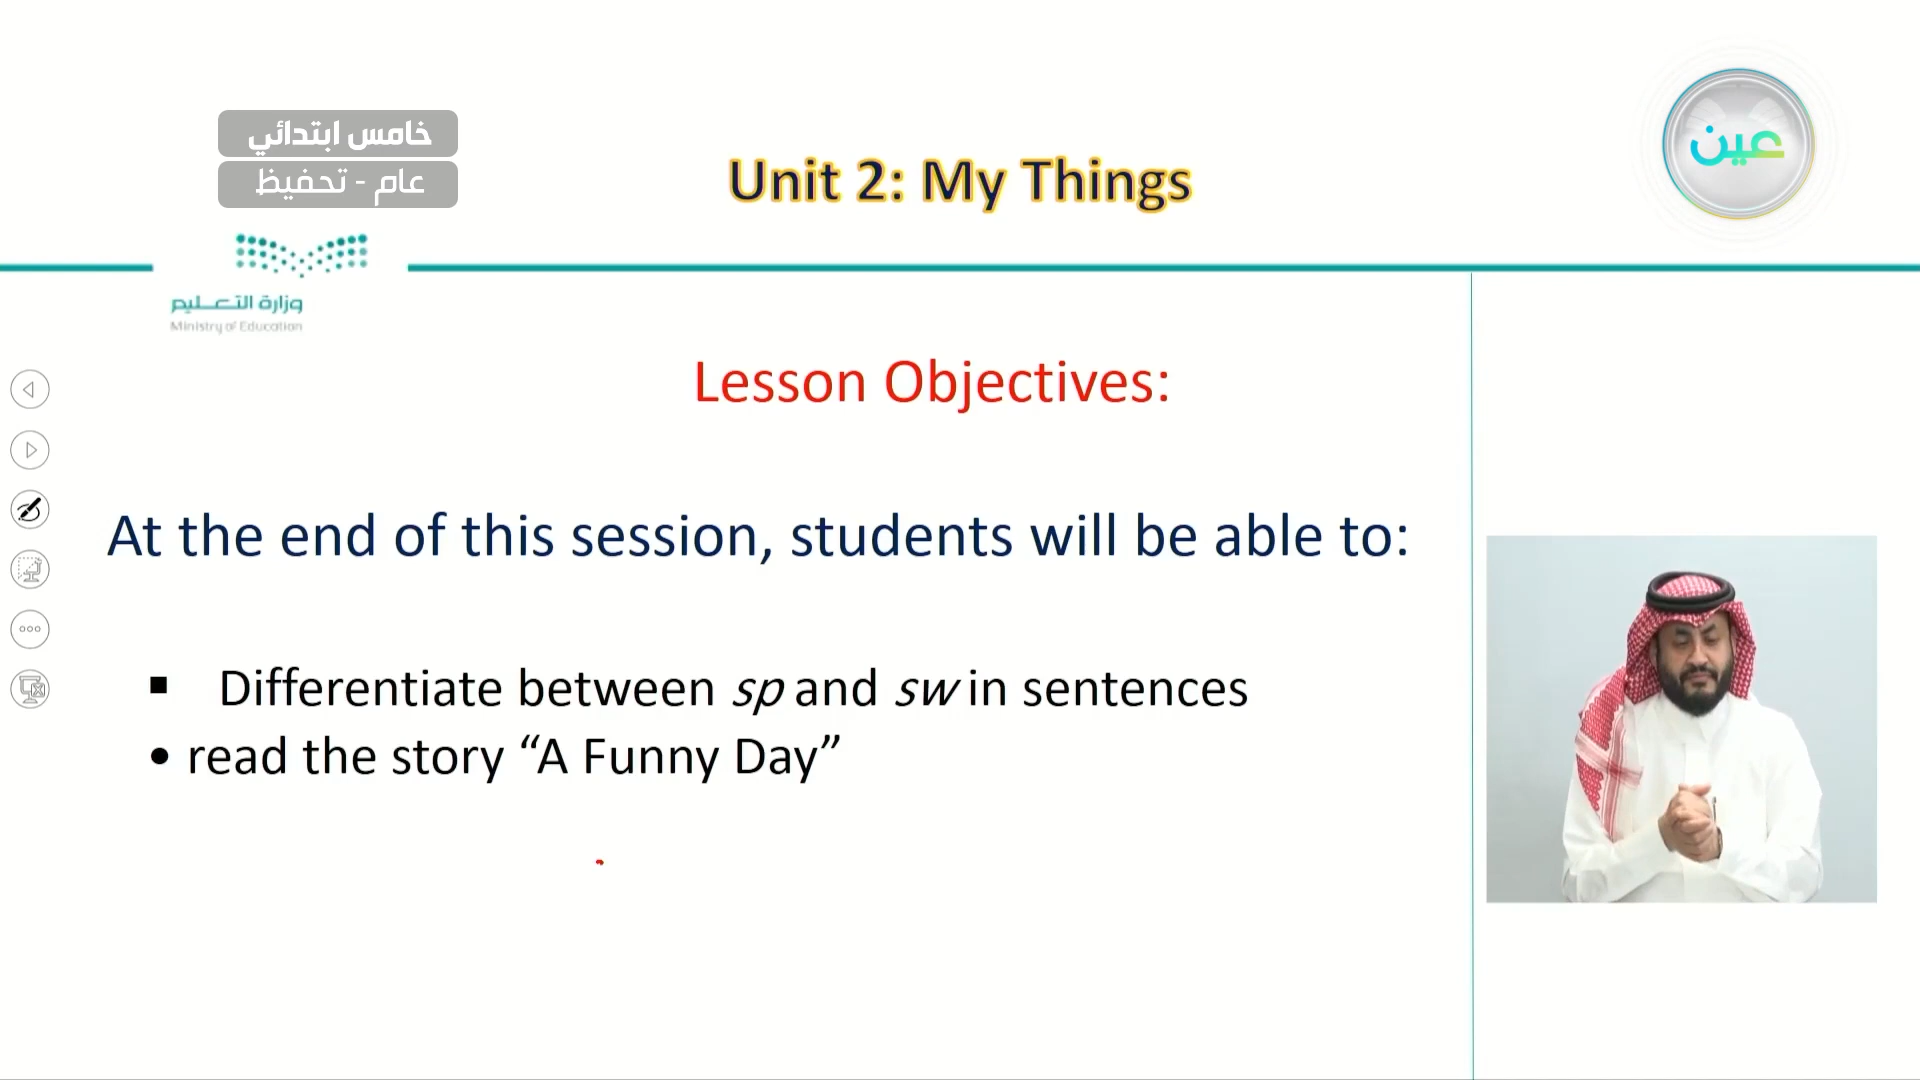 خامس ابتدائي
عام - تحفيظ
عين
Unit 2: My Things
وزارة التعليم
Ministry of Education
Lesson Objectives:
At the end of this session, students will be able to:
▪ Differentiate between sp and sw in sentences
• read the story “A Funny Day”